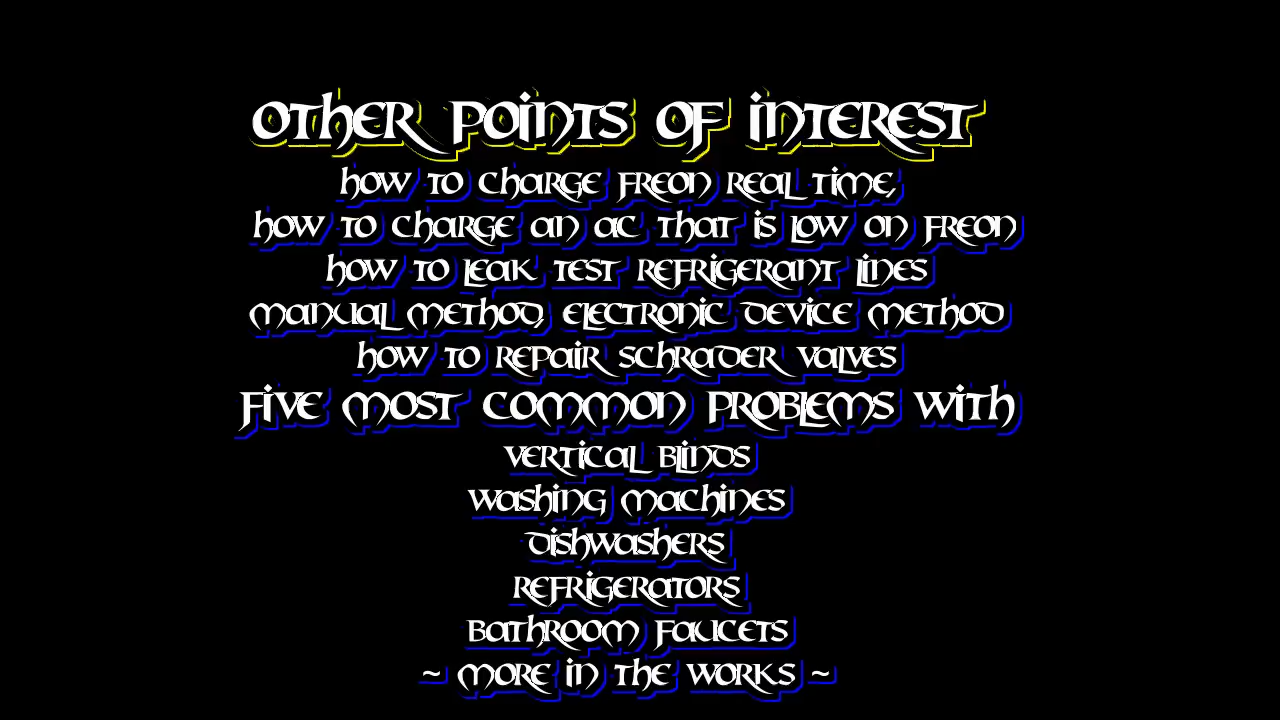 OTHER POINTS OF INTEREST
HOW TO CHARGE FREON REAL TIME,
HOW TO CHARGE AN AC THAT IS LOW ON FREON
HOW TO LEAK TEST REFRIGERANT LINES
MANUAL METHOD, ELECTRONIC DEVICE METHOD
HOW TO REPAIR SCHRADER VALVES
FIVE MOST COMMON PROBLEMS WITH
VERTICAL BLINDS
WASHING MACHINES
DISHWASHERS
REFRIGERATORS
BATHROOM FAUCETS
~ MORE IN THE WORKS ~